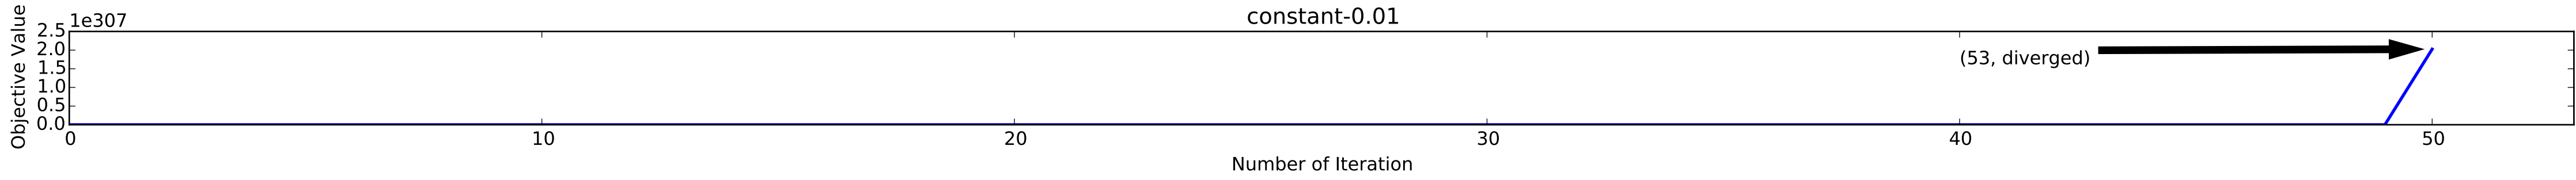 constant-0.01
1e307
Objective Value
2.5
2.0
1.5
1.0
0.5
0.0
(53, diverged)
0 10 20 30 40 50
Number of Iteration